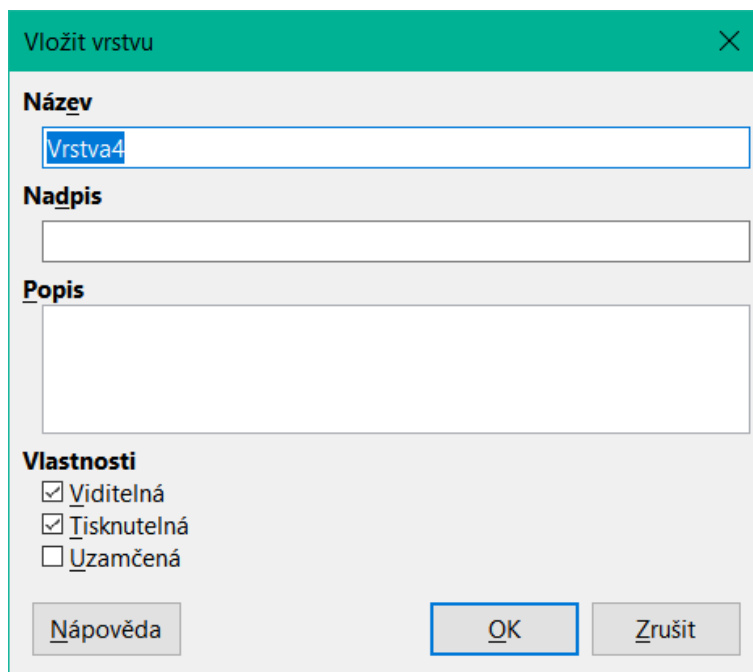 Vložit vrstvu
Název
Vrstva4
Nadpis
Popis
Vlastnosti
Viditelná
Tisknutelná
Uzamčená
Nápověda OK Zrušit